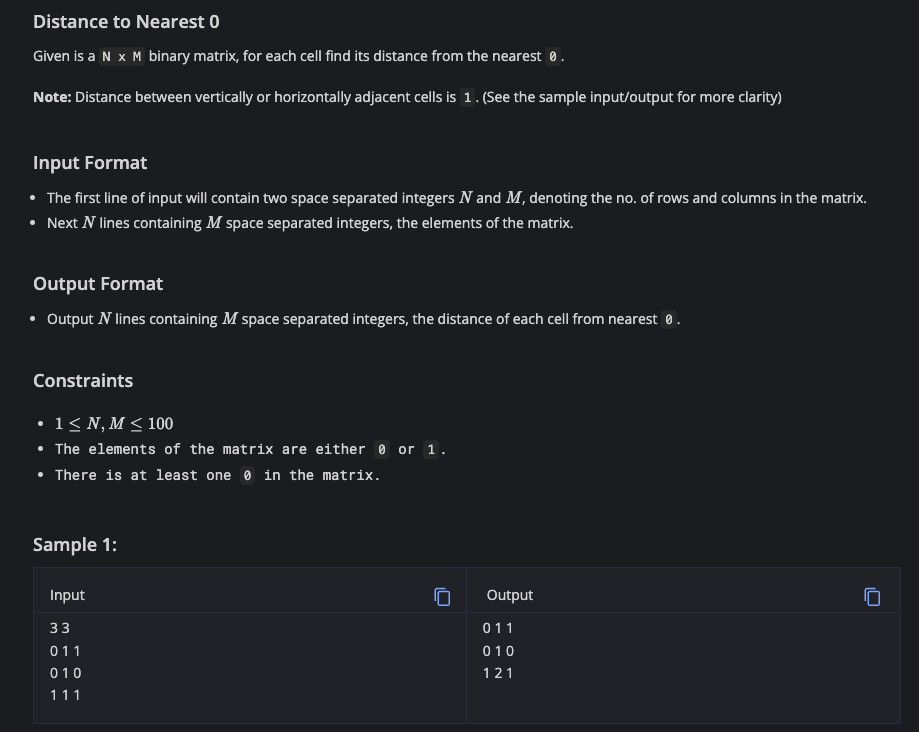 Distance to Nearest 0
Given is a N x M binary matrix, for each cell find its distance from the nearest 0.
Note: Distance between vertically or horizontally adjacent cells is 1. (See the sample input/output for more clarity)
Input Format
• The first line of input will contain two space separated integers N and M, denoting the no. of rows and columns in the matrix.
• Next N lines containing M space separated integers, the elements of the matrix.
Output Format
• Output N lines containing M space separated integers, the distance of each cell from nearest 0.
Constraints
• 1 ≤ N, M ≤ 100
• The elements of the matrix are either 0 or 1.
• There is at least one 0 in the matrix.
Sample 1:
Input
3 3
0 1 1
0 1 0
1 1 1
Output
0 1 1
0 1 0
1 2 1